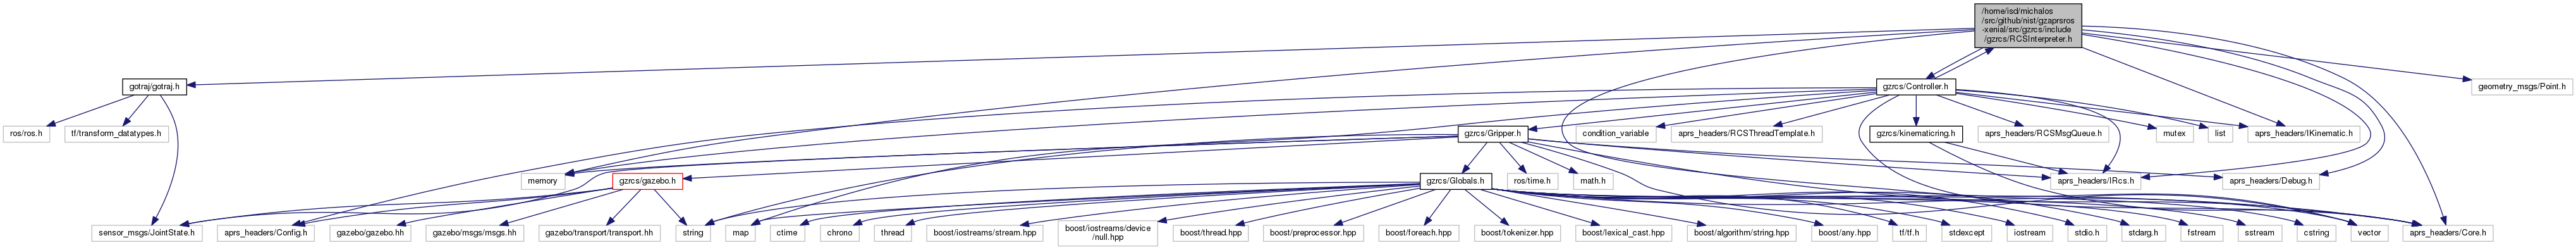 /home/isd/michalos
/src/github/nist/gzaprsros
-xenial/src/gzrcs/include
/gzrcs/RCSInterpreter.h
gotraj/gotraj.h
gzrcs/Controller.h
geometry_msgs/Point.h
ros/ros.h
tf/transform_datatypes.h
gzrcs/Gripper.h
condition_variable
aprs_headers/RCSThreadTemplate.h
gzrcs/kinematicring.h
aprs_headers/RCSMsgQueue.h
mutex
list
aprs_headers/IKinematic.h
memory
gzrcs/gazebo.h
gzrcs/Globals.h
ros/time.h
math.h
aprs_headers/IRcs.h
aprs_headers/Debug.h
sensor_msgs/JointState.h
aprs_headers/Config.h
gazebo/gazebo.hh
gazebo/msgs/msgs.hh
gazebo/transport/transport.hh
string
map
ctime
chrono
thread
boost/iostreams/stream.hpp
boost/iostreams/device
/null.hpp
boost/thread.hpp
boost/preprocessor.hpp
boost/foreach.hpp
boost/tokenizer.hpp
boost/lexical_cast.hpp
boost/algorithm/string.hpp
boost/any.hpp
tf/tf.h
stdexcept
iostream
stdio.h
stdarg.h
fstream
sstream
cstring
vector
aprs_headers/Core.h